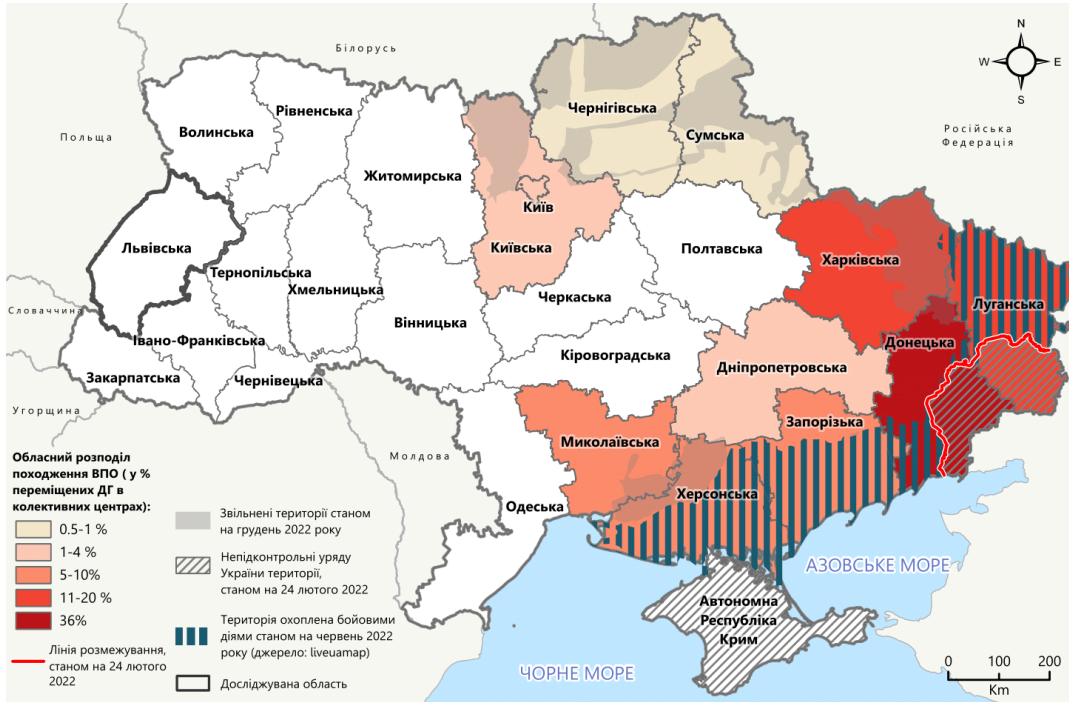 Білорусь
N
W
E
S
Польща
Рівненська
Волинська
Чернігівська
Сумська
Російська
Федерація
Житомирська
Київ
Київська
Львівська
Полтавська
Харківська
Тернопільська
Хмельницька
Черкаська
Луганська
Словаччина
Вінницька
Івано-Франківська
Кіровоградська
Донецька
Дніпропетровська
Закарпатська
Чернівецька
Угорщина
Запорізька
Миколаївська
Молдова
Херсонська
Одеська
АЗОВСЬКЕ МОРЕ
Автономна
Республіка
Крим
ЧОРНЕ МОРЕ
Обласний розподіл
походження ВПО ( у %
переміщених ДГ в
колективних центрах):
0.5-1 %
1-4 %
5-10%
11-20 %
36%
Лінія розмежування,
станом на 24 лютого
2022
Звільнені території станом
на грудень 2022 року
Непідконтрольні уряду
України території,
станом на 24 лютого 2022
Територія охоплена бойовими
діями станом на червень 2022
року (джерело: liveuamap)
Досліджувана область
0 100 200
Km